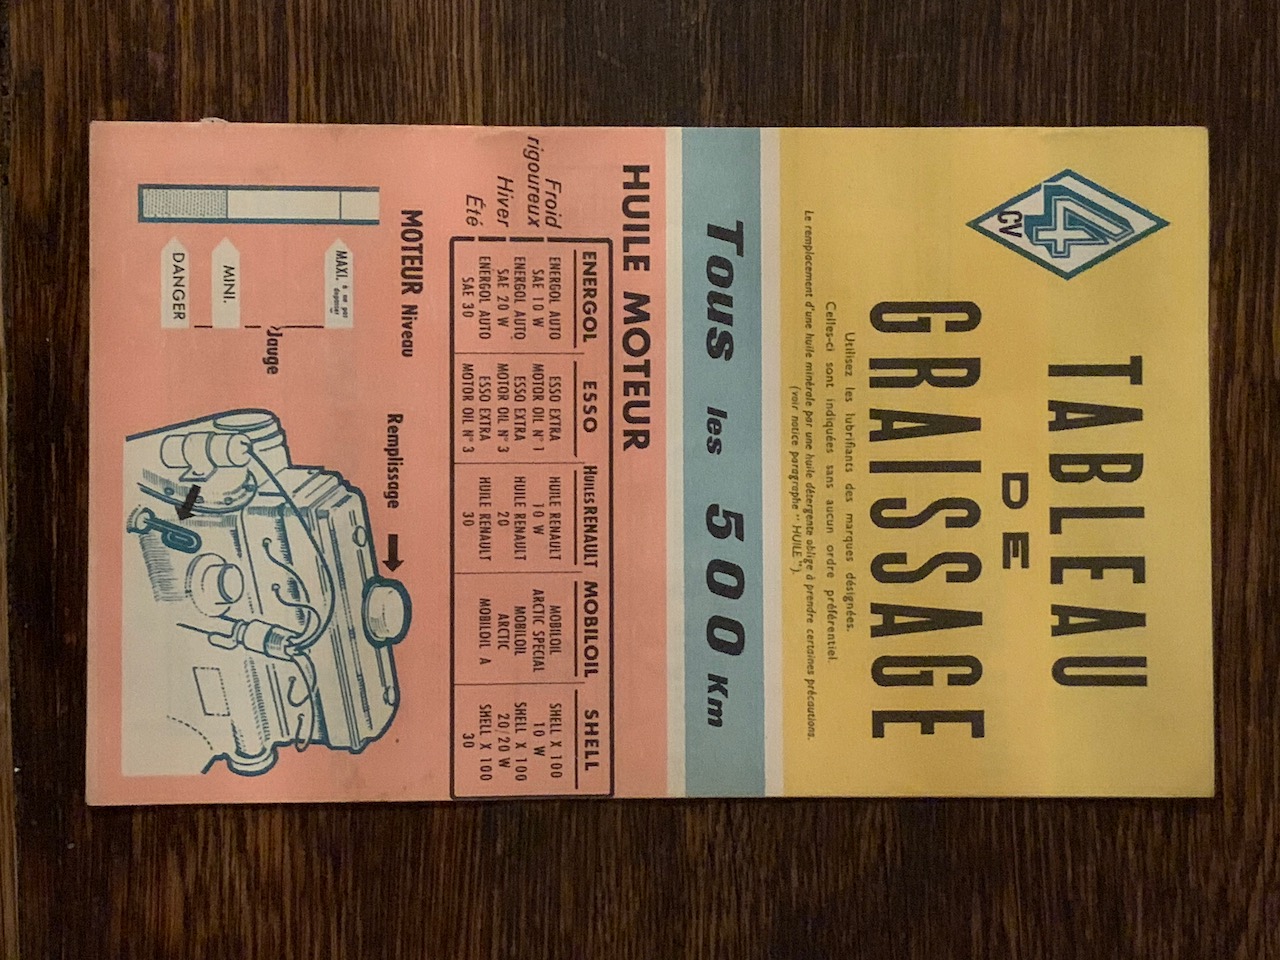 4
CV
TABLEAU
DE
GRAISSAGE
Utilisez les lubrifiants des marques désignées.
Celles-ci sont indiquées sans aucun ordre préférentiel.
Le remplacement d'une huile minérale par une huile détergente oblige à prendre certaines précautions.
(voir notice paragraphe " HUILE ").
Tous les 500 Km
HUILE MOTEUR
ENERGOL ESSO HUILES RENAULT MOBILOIL SHELL
Froid rigoureux
ENERGOL AUTO SAE 10 W
ESSO EXTRA MOTOR OIL N° 1
HUILE RENAULT 10 W
MOBILOIL ARCTIC SPECIAL
SHELL X 100 10 W
Hiver
ENERGOL AUTO SAE 20 W
ESSO EXTRA MOTOR OIL N° 3
HUILE RENAULT 20
MOBILOIL ARCTIC
SHELL X 100 20/20 W
Été
ENERGOL AUTO SAE 30
ESSO EXTRA MOTOR OIL N° 3
HUILE RENAULT 30
MOBILOIL A
SHELL X 100 30
MOTEUR Niveau
Remplissage
MAXI. à ne pas dépasser
MINI.
DANGER
Jauge